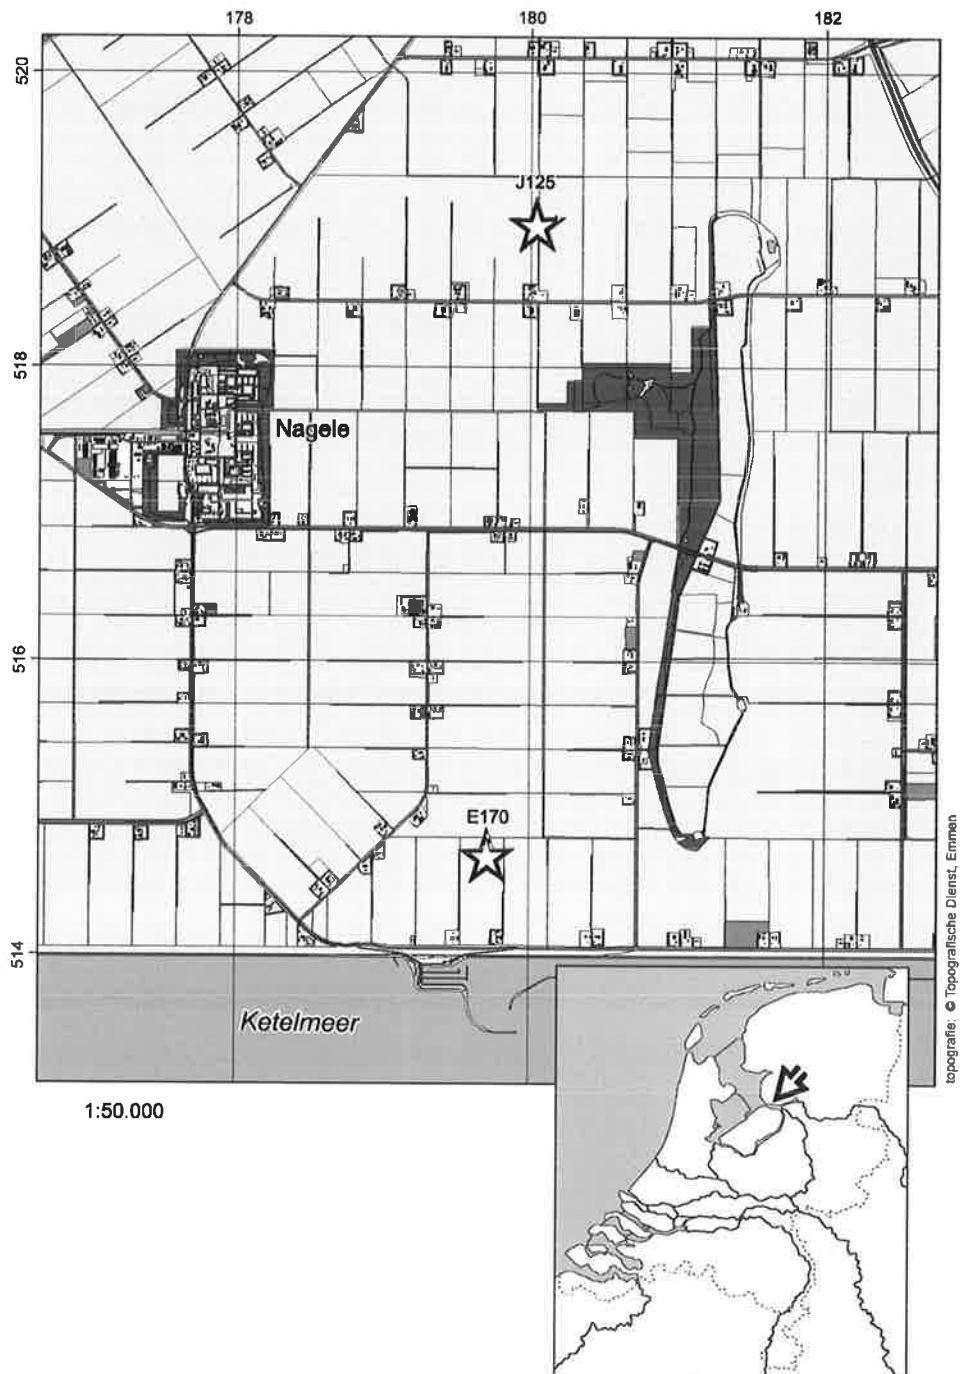 178
180
182
520
J125
518
Nagele
516
E170
514
Ketelmeer
1:50.000
topografie: © Topografische Dienst, Emmen